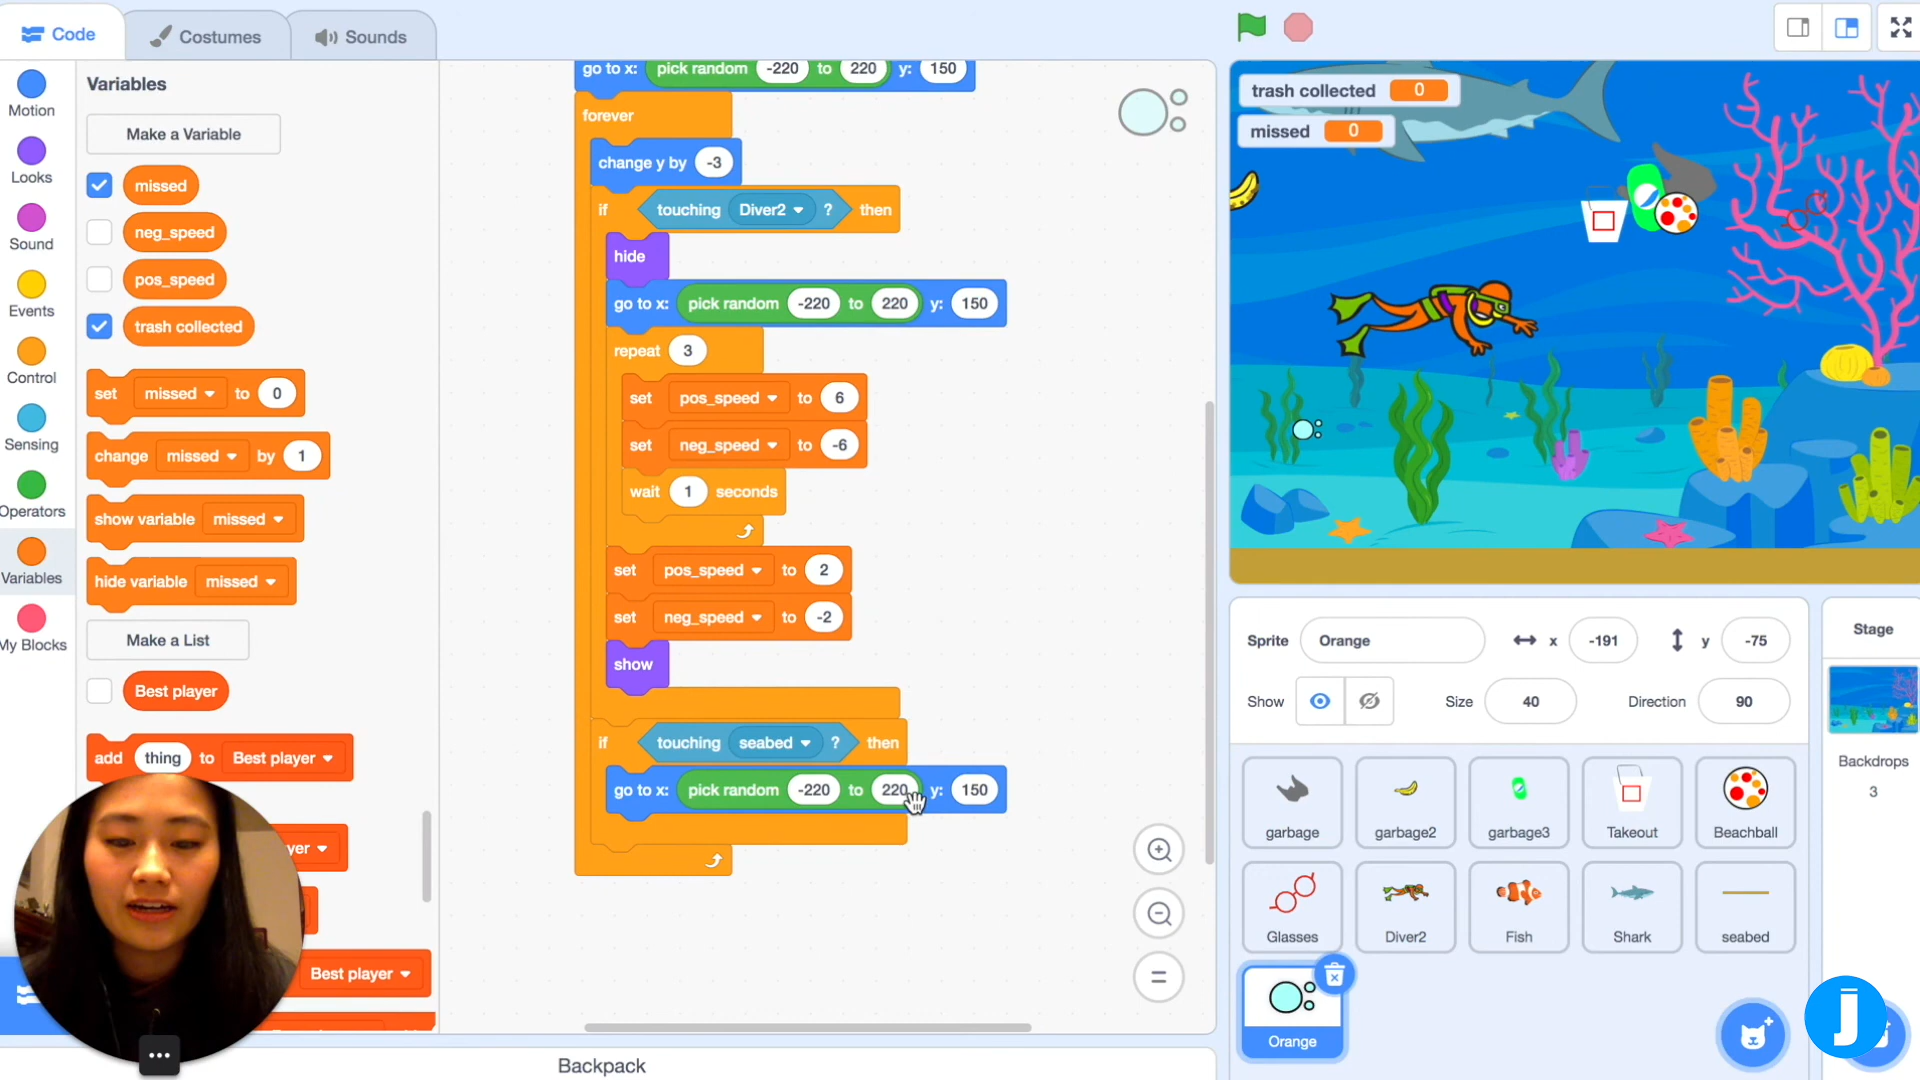 Code
Costumes
Sounds
Motion
Looks
Sound
Events
Control
Sensing
Operators
Variables
My Blocks
Variables
Make a Variable
missed
neg_speed
pos_speed
trash collected
set missed to 0
change missed by 1
show variable missed
hide variable missed
Make a List
Best player
add thing to Best player
Best player
go to x: pick random -220 to 220 y: 150
forever
change y by -3
if touching Diver2 ? then
hide
go to x: pick random -220 to 220 y: 150
repeat 3
set pos_speed to 6
set neg_speed to -6
wait 1 seconds
set pos_speed to 2
set neg_speed to -2
show
if touching seabed ? then
go to x: pick random -220 to 220 y: 150
Backpack
trash collected 0
missed 0
Sprite Orange x -191 y -75
Show Size 40 Direction 90
garbage
garbage2
garbage3
Takeout
Beachball
Glasses
Diver2
Fish
Shark
seabed
Orange
Stage
Backdrops
3
J